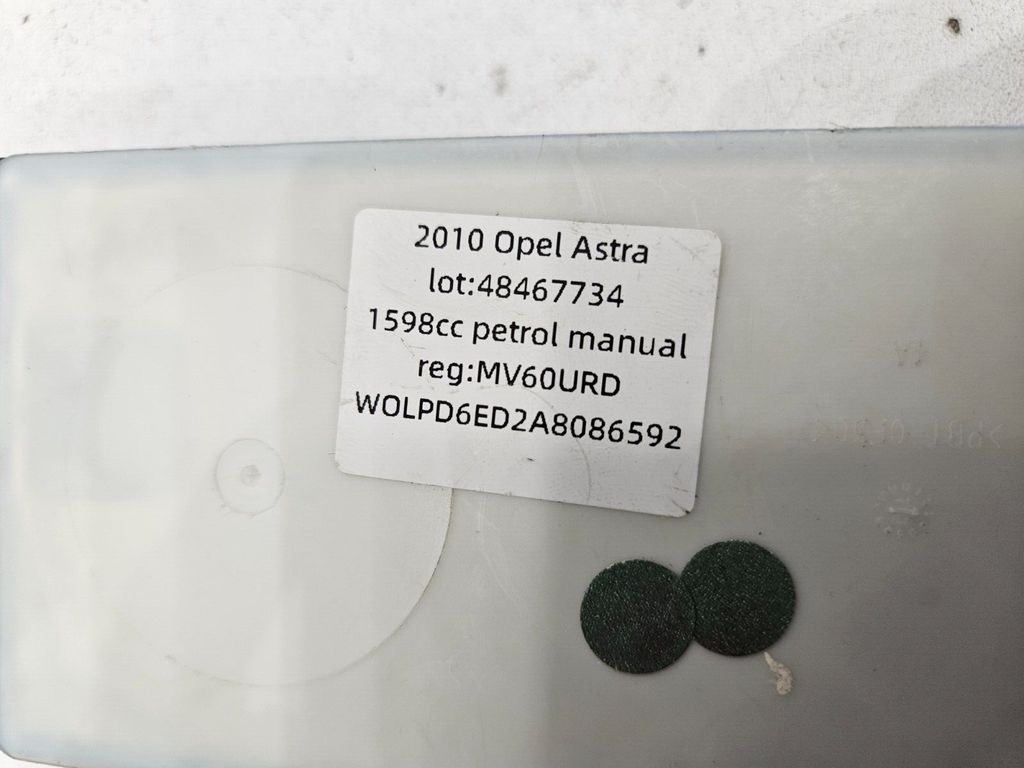 2010 Opel Astra
lot:48467734
1598cc petrol manual
reg:MV60URD
WOLPD6ED2A8086592